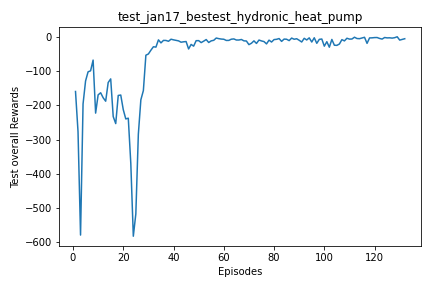 test_jan17_bestest_hydronic_heat_pump
Test overall Rewards
0
−100
−200
−300
−400
−500
−600
0 20 40 60 80 100 120
Episodes